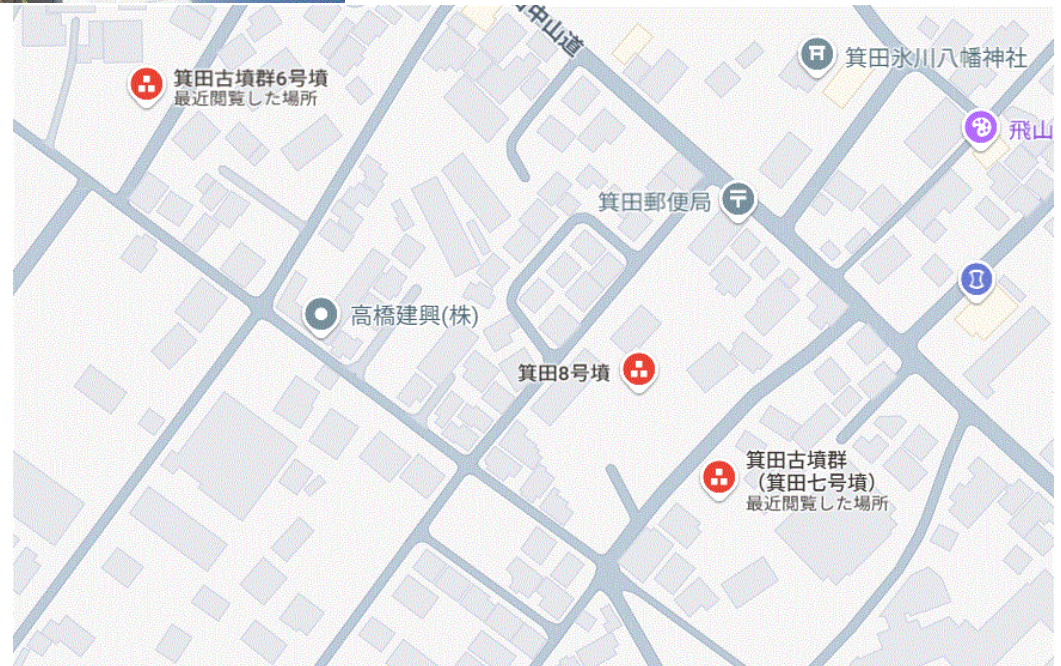 中山道
箕田氷川八幡神社
箕田古墳群6号墳
最近閲覧した場所
飛山
箕田郵便局
高橋建興(株)
箕田8号墳
箕田古墳群
（箕田七号墳）
最近閲覧した場所